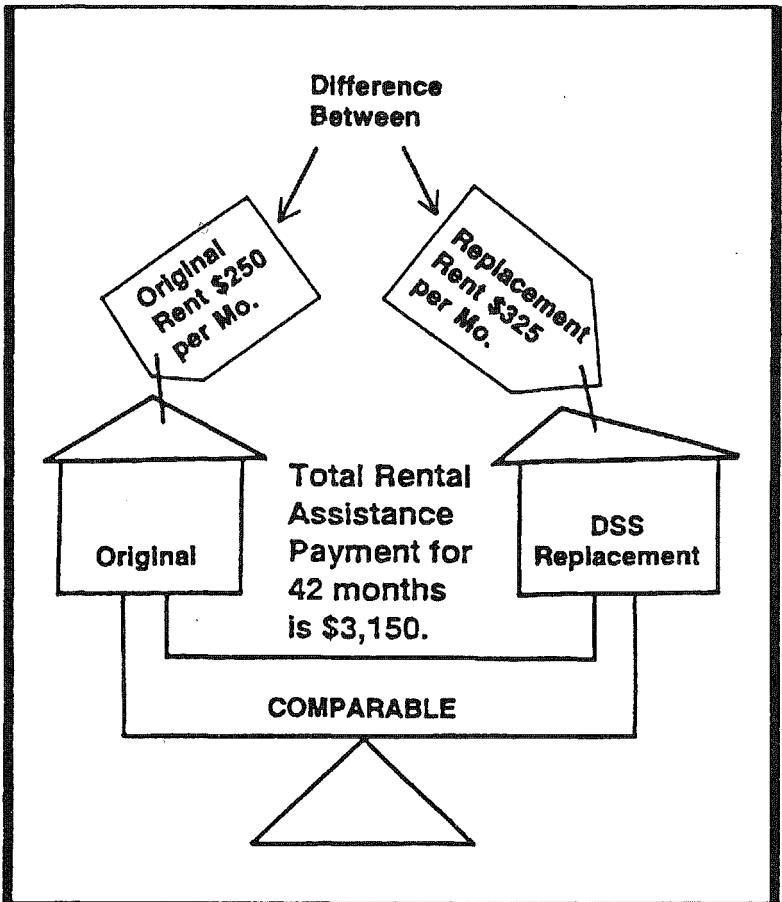 Difference
Between
Original
Rent $250
per Mo.
Replacement
Rent $325
per Mo.
Total Rental
Assistance
Payment for
42 months
is $3,150.
Original
DSS
Replacement
COMPARABLE